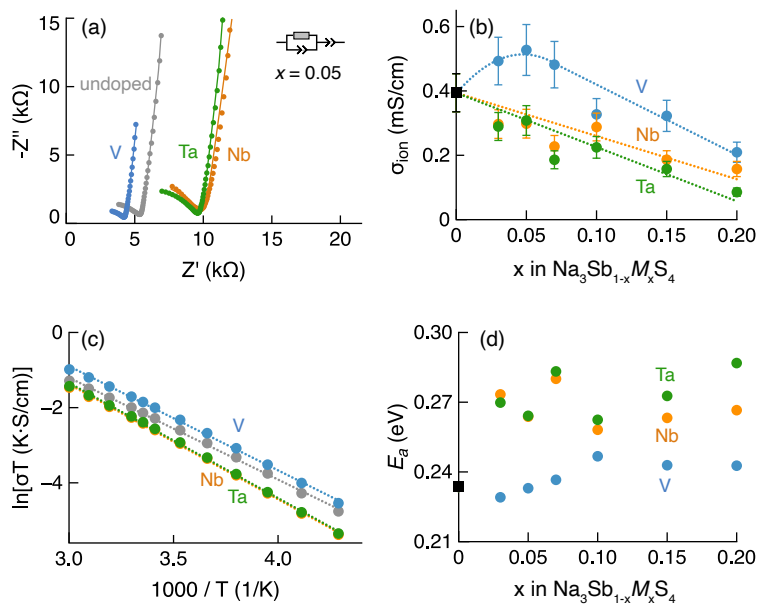 (a)
-Z″ (kΩ)
15
10
5
0
0 5 10 15 20
Z' (kΩ)
undoped
V
Ta
Nb
x = 0.05
(b)
σion (mS/cm)
0.6
0.4
0.2
0
0 0.05 0.10 0.15 0.20
x in Na₃Sb₁₋ₓMₓS₄
V
Nb
Ta
(c)
ln[σT (K·S/cm)]
0
−2
−4
3.0 3.5 4.0
1000 / T (1/K)
V
Nb
Ta
(d)
Eₐ (eV)
0.30
0.27
0.24
0.21
0 0.05 0.10 0.15 0.20
x in Na₃Sb₁₋ₓMₓS₄
Ta
Nb
V